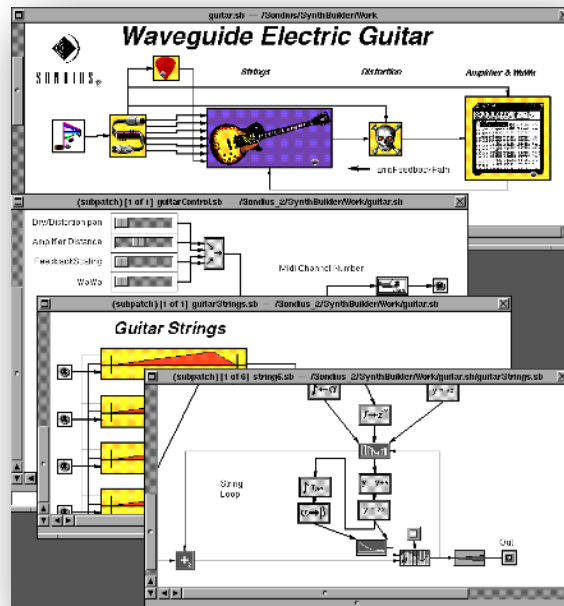 guitar.sb — /Sondius/SynthBuilder/Work
Waveguide Electric Guitar
SONDIUS®
Strings
Distortion
Amplifier & WaWa
AmpFeedbackPath
(subpatch) [1 of 1] guitarControl.sb — /Sondius_2/SynthBuilder/Work/guitar.sb
Dry/Distortion pan
Amplifier Distance
FeedbackScaling
WaWa
Midi Channel Number
(subpatch) [1 of 1] guitarStrings.sb — /Sondius_2/SynthBuilder/Work/guitar.sb
Guitar Strings
(subpatch) [1 of 6] string6.sb — /Sondius_2/SynthBuilder/Work/guitar.sb/guitarStrings.sb
String
Loop
α→β
Out